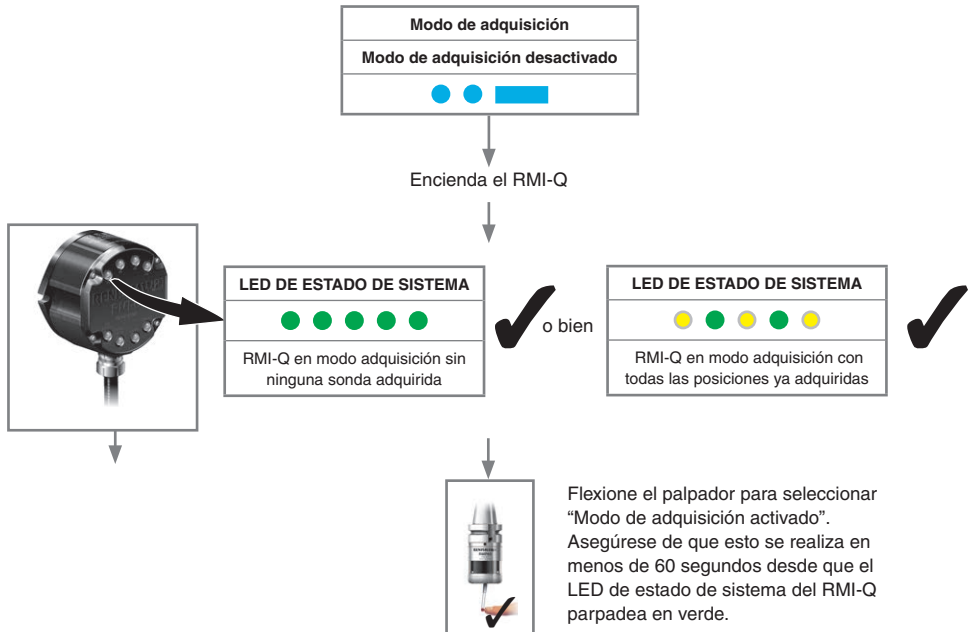 Modo de adquisición
Modo de adquisición desactivado
Encienda el RMI-Q
LED DE ESTADO DE SISTEMA
RMI-Q en modo adquisición sin
ninguna sonda adquirida
o bien
LED DE ESTADO DE SISTEMA
RMI-Q en modo adquisición con
todas las posiciones ya adquiridas
Flexione el palpador para seleccionar
“Modo de adquisición activado”.
Asegúrese de que esto se realiza en
menos de 60 segundos desde que el
LED de estado de sistema del RMI-Q
parpadea en verde.